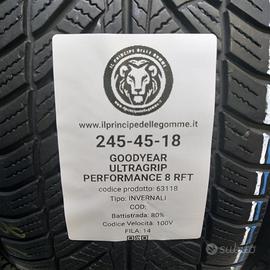 IL PRINCIPE DELLE GOMME
www.ilprincipedellegomme.it
245-45-18
GOODYEAR
ULTRAGRIP
PERFORMANCE 8 RFT
codice prodotto: 63118
Tipo: INVERNALI
COD:
Battistrada: 80%
Codice Velocità: 100V
FILA: 14
subito